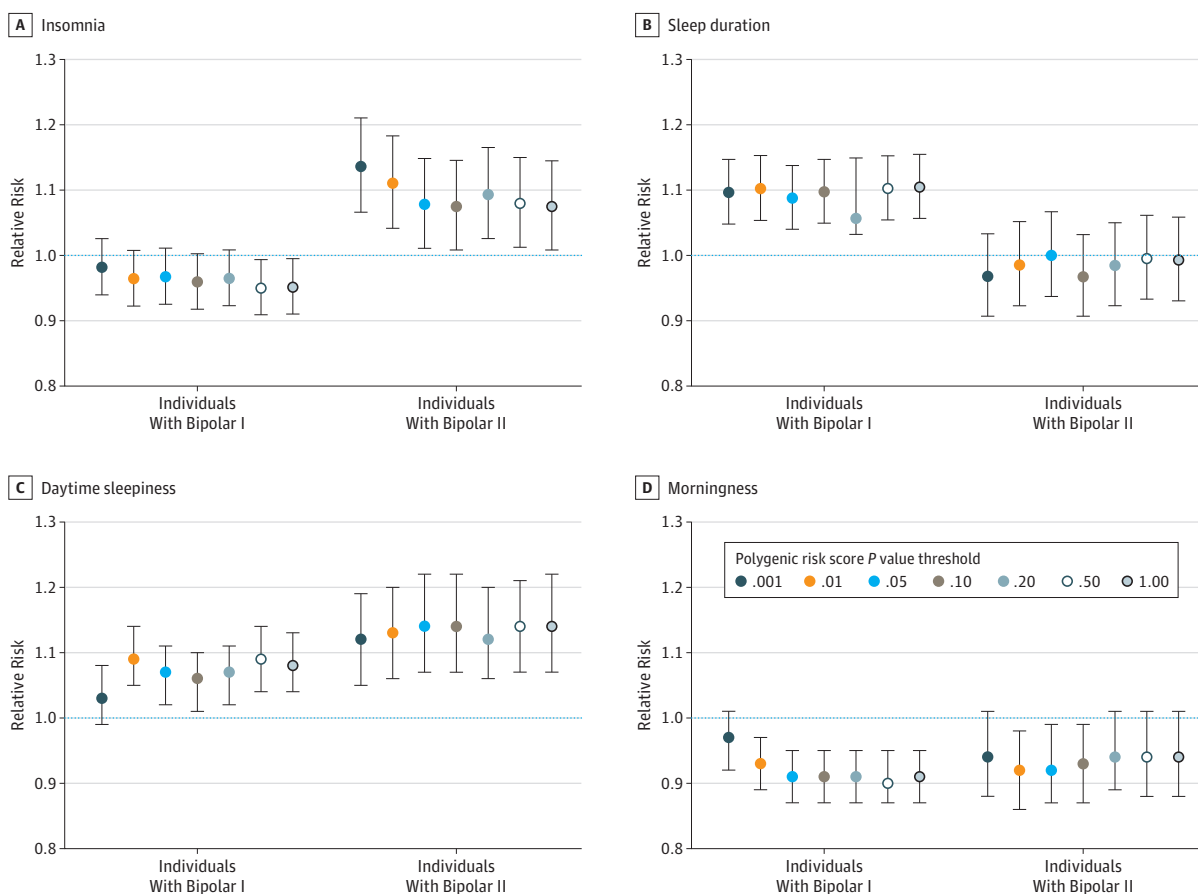 A Insomnia
1.3
1.2
1.1
1.0
0.9
0.8
Relative Risk
Individuals
With Bipolar I
Individuals
With Bipolar II
B Sleep duration
1.3
1.2
1.1
1.0
0.9
0.8
Relative Risk
Individuals
With Bipolar I
Individuals
With Bipolar II
C Daytime sleepiness
1.3
1.2
1.1
1.0
0.9
0.8
Relative Risk
Individuals
With Bipolar I
Individuals
With Bipolar II
D Morningness
1.3
1.2
1.1
1.0
0.9
0.8
Relative Risk
Polygenic risk score P value threshold
.001 .01 .05 .10 .20 .50 1.00
Individuals
With Bipolar I
Individuals
With Bipolar II